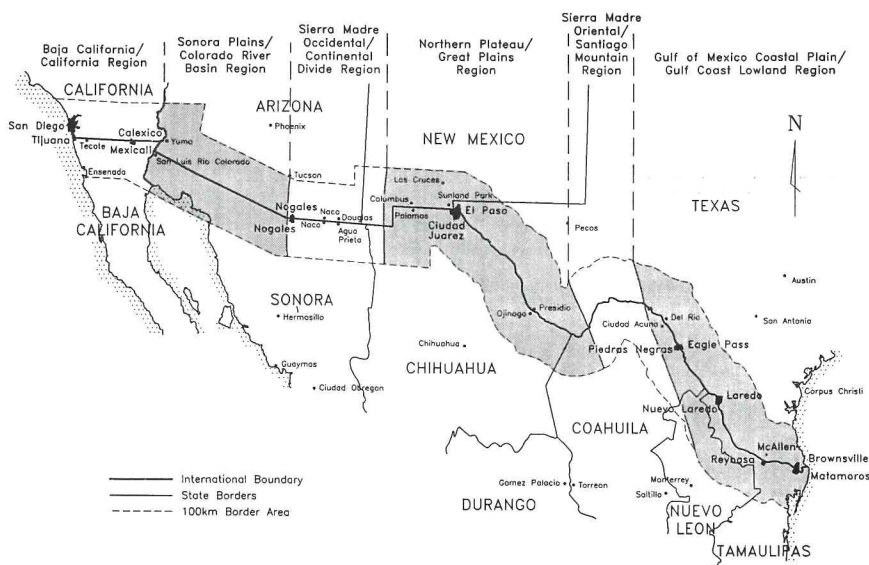 Baja California/
California Region
Sonora Plains/
Colorado River
Basin Region
Sierra Madre
Occidental/
Continental
Divide Region
Northern Plateau/
Great Plains
Region
Sierra Madre
Oriental/
Santiago
Mountain
Region
Gulf of Mexico Coastal Plain/
Gulf Coast Lowland
Region
CALIFORNIA
ARIZONA
NEW MEXICO
TEXAS
N
San Diego
Tijuana
Tecate
Calexico
Mexicali
Yuma
San Luis Rio Colorado
Ensenada
BAJA
CALIFORNIA
Phoenix
Tucson
Nogales
Nogales
Naco
Naco
Douglas
Agua
Prieta
SONORA
Hermosillo
Guaymas
Ciudad Obregon
Las Cruces
Columbus
Palomas
Sunland Park
El Paso
Ciudad
Juarez
Pecos
Ojinaga
Presidio
Chihuahua
CHIHUAHUA
Austin
San Antonio
Del Rio
Ciudad Acuna
Eagle Pass
Piedras Negras
Corpus Christi
Laredo
Nuevo Laredo
COAHUILA
McAllen
Reynosa
Brownsville
Matamoros
Gomez Palacio
Torreon
Monterrey
Saltillo
DURANGO
NUEVO
LEON
TAMAULIPAS
International Boundary
State Borders
100km Border Area